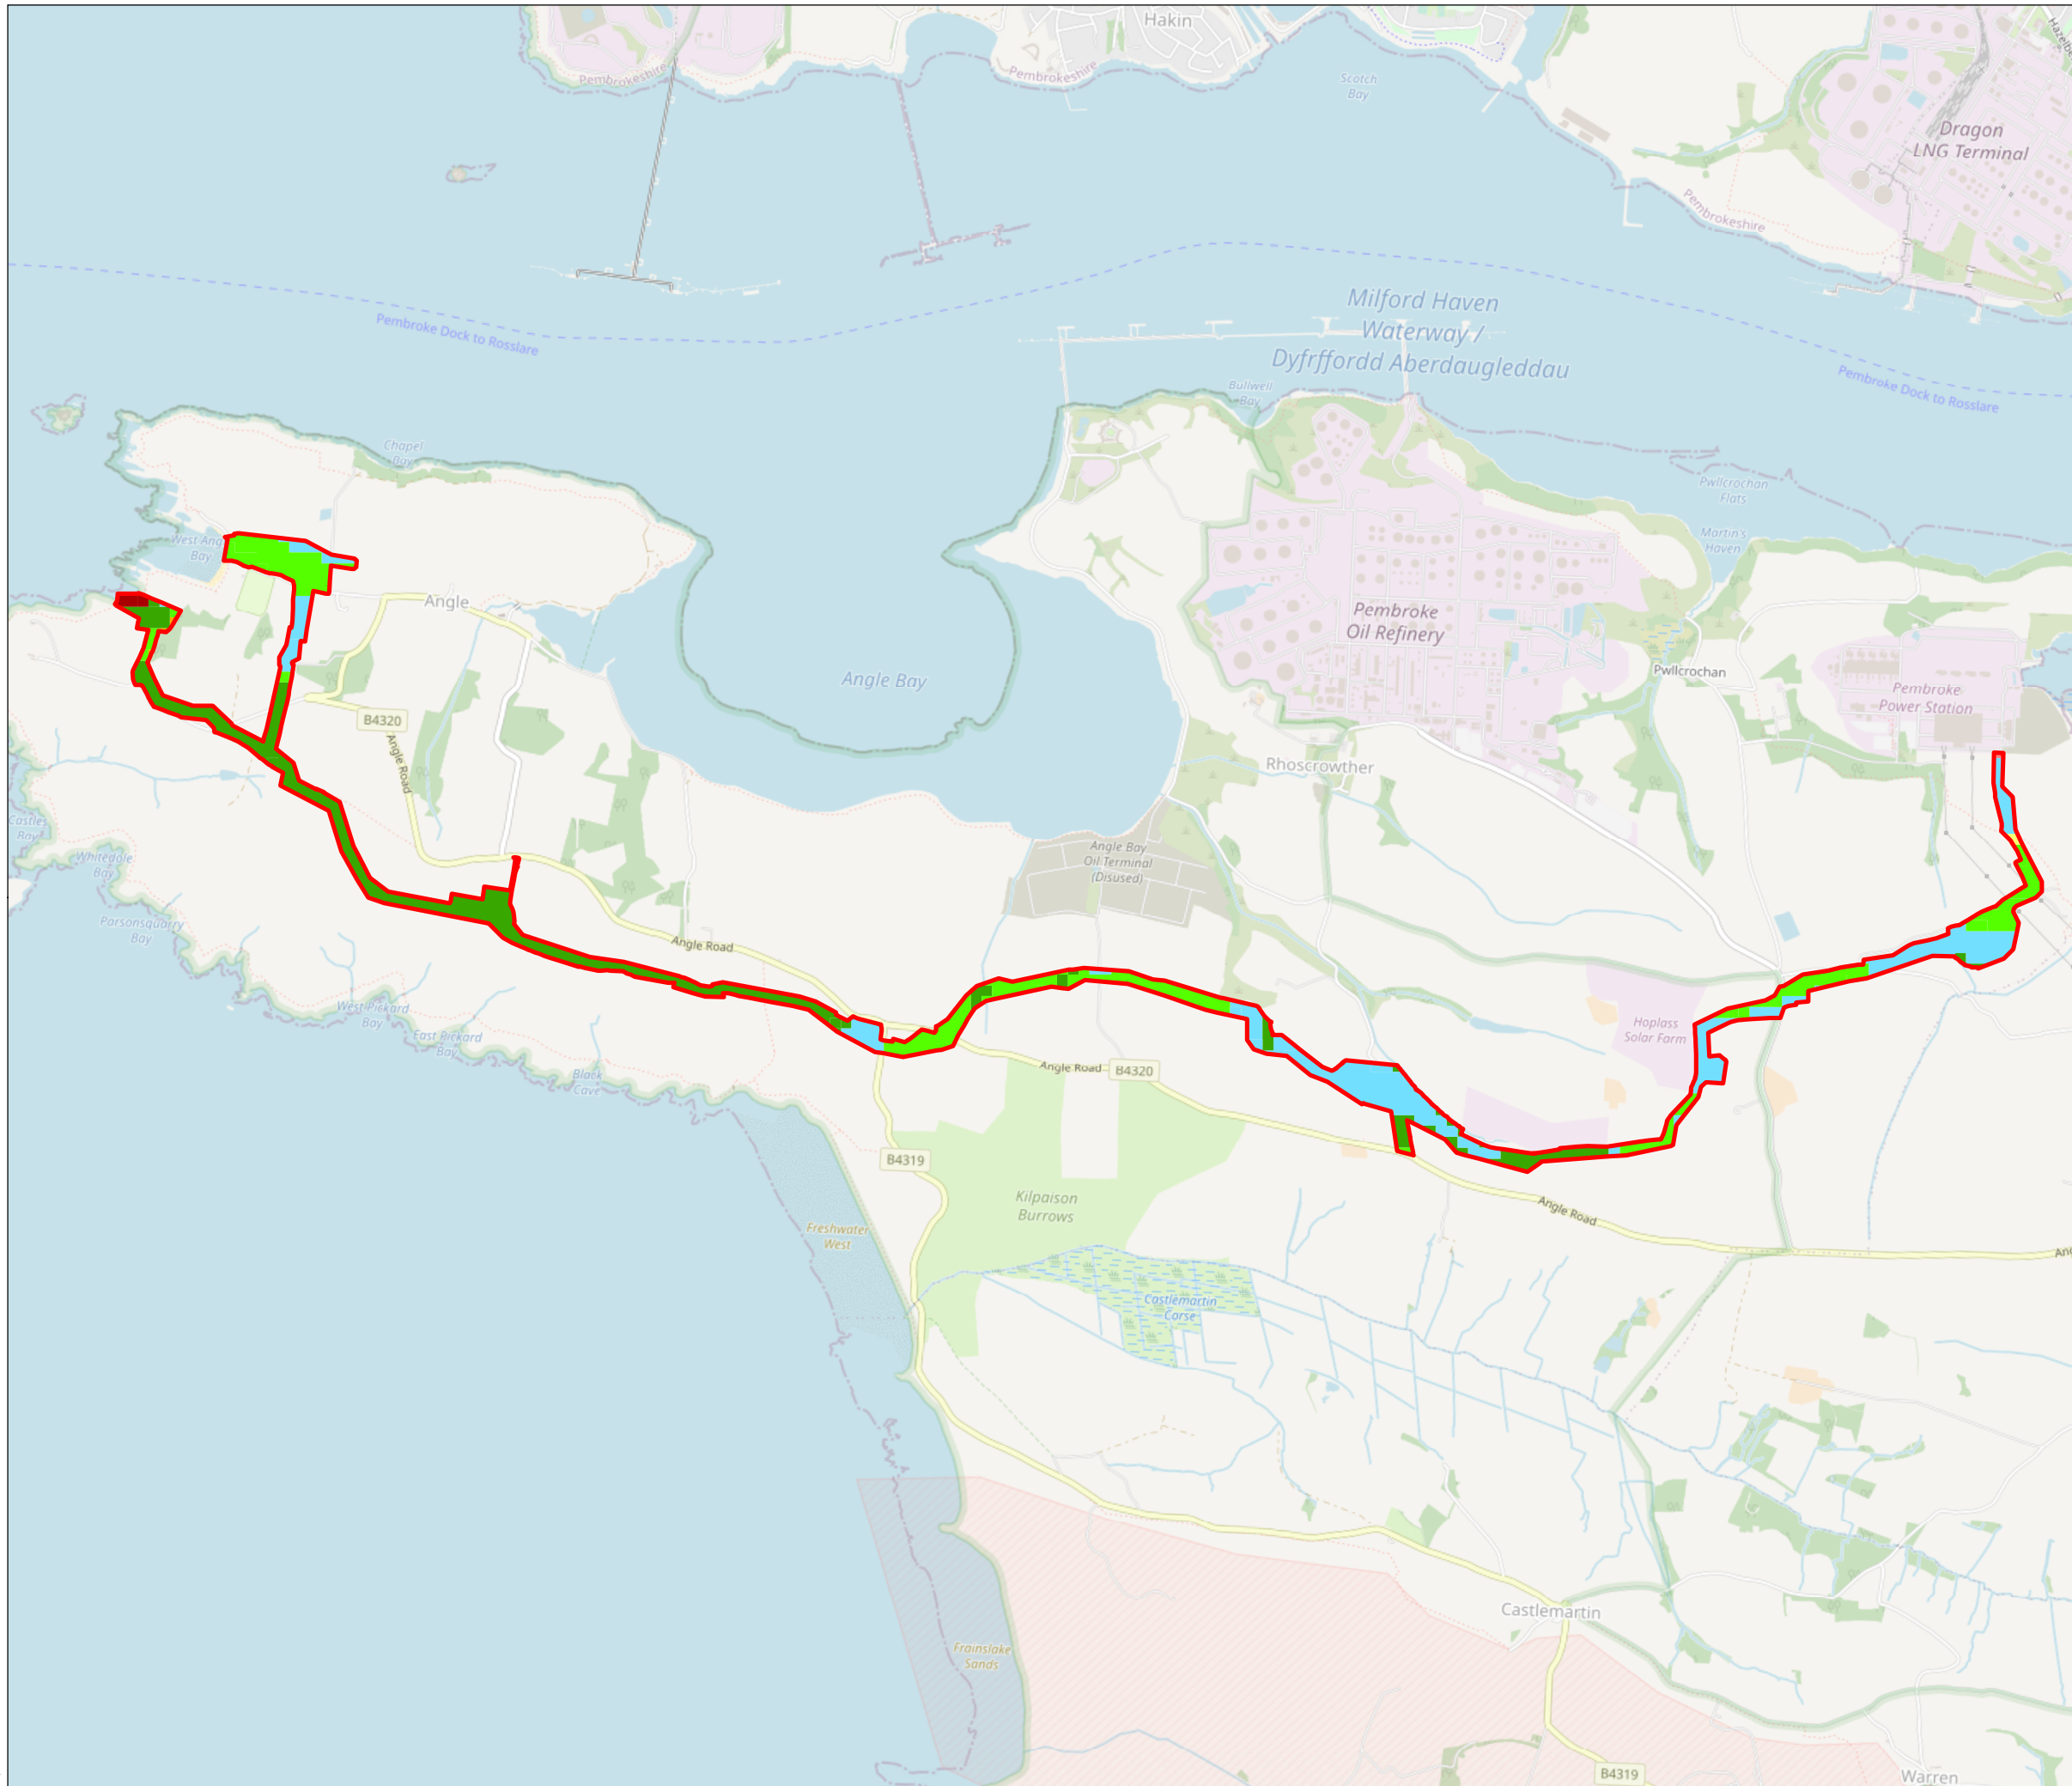 Hakin
Pembrokeshire
Pembrokeshire
Scotch
Bay
Dragon
LNG Terminal
Pembrokeshire
Milford Haven
Waterway /
Dyfrffordd Aberdaugleddau
Pembroke Dock to Rosslare
Pembroke Dock to Rosslare
Bullwell
Bay
Chapel
Bay
Pwllcrochan
Flats
Martin's
Haven
West Ang
Bay
Angle
Pembroke
Oil Refinery
Angle Bay
Pwllcrochan
Pembroke
Power Station
B4320
Angle Road
Rhoscrowther
Castles
Bay
Whitedole
Bay
Angle Bay
Oil Terminal
(Disused)
Parsonsquarry
Bay
Angle Road
West Pickard
Bay
East Pickard
Bay
Hoplass
Solar Farm
Black
Cave
Angle Road
B4320
B4319
Kilpaison
Burrows
Angle Road
Freshwater
West
Ang
Castlemartin
Corse
Castlemartin
Frainslake
Sands
B4319
Warren